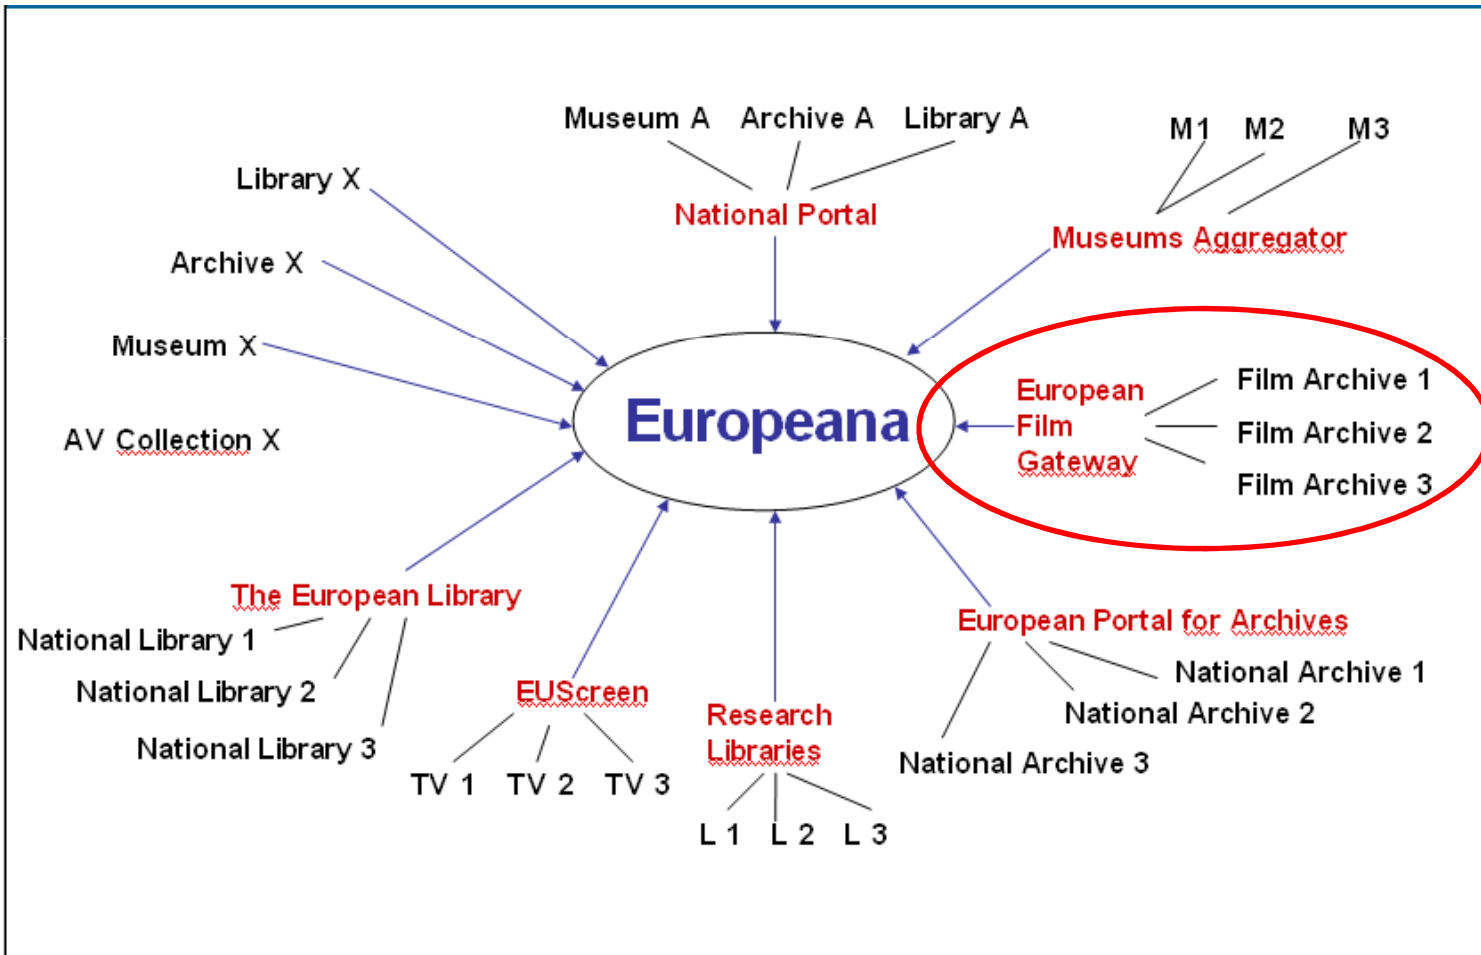 Museum A
Archive A
Library A
M1
M2
M3
Library X
National Portal
Museums Aggregator
Archive X
Museum X
AV Collection X
Europeana
European
Film
Gateway
Film Archive 1
Film Archive 2
Film Archive 3
The European Library
National Library 1
National Library 2
National Library 3
EUScreen
TV 1
TV 2
TV 3
Research
Libraries
L 1
L 2
L 3
European Portal for Archives
National Archive 1
National Archive 2
National Archive 3